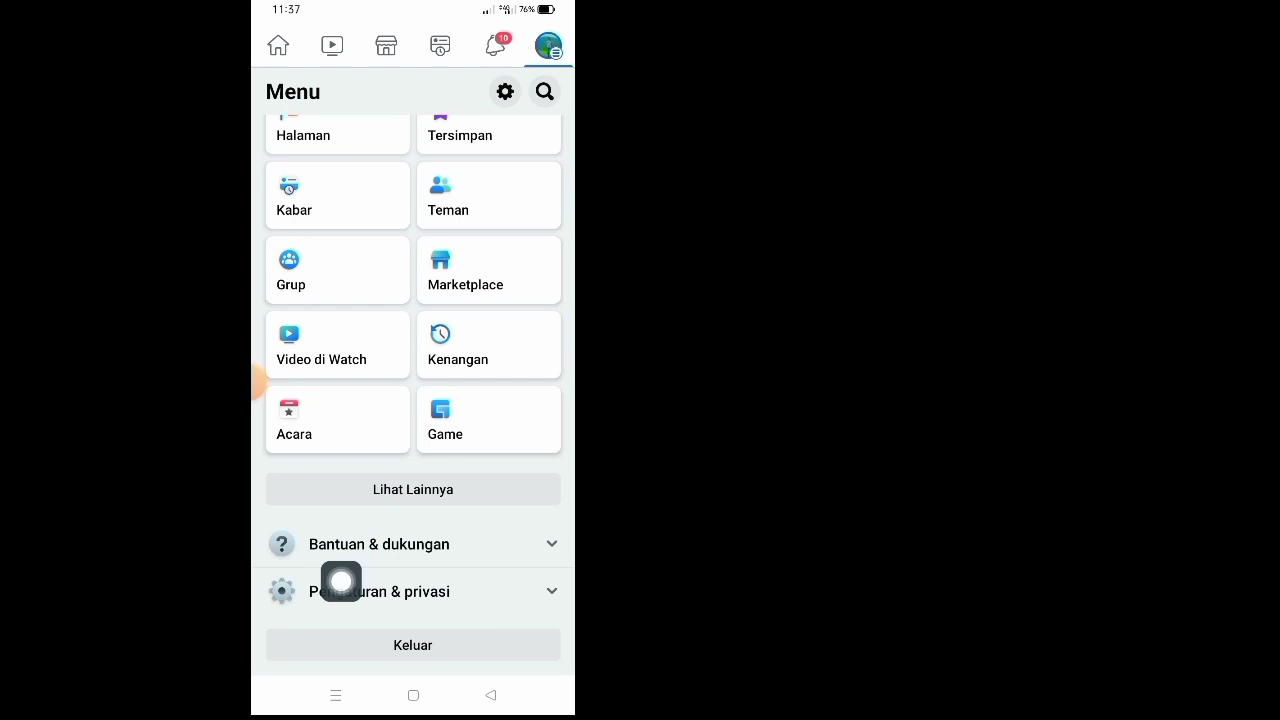 11:37
76%
10
Menu
Halaman
Tersimpan
Kabar
Teman
Grup
Marketplace
Video di Watch
Kenangan
Acara
Game
Lihat Lainnya
Bantuan & dukungan
& privasi
Keluar